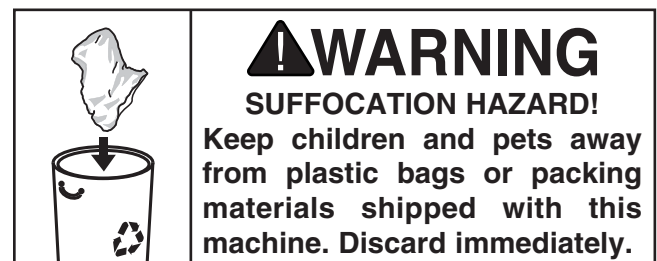 WARNING
SUFFOCATION HAZARD!
Keep children and pets away
from plastic bags or packing
materials shipped with this
machine. Discard immediately.